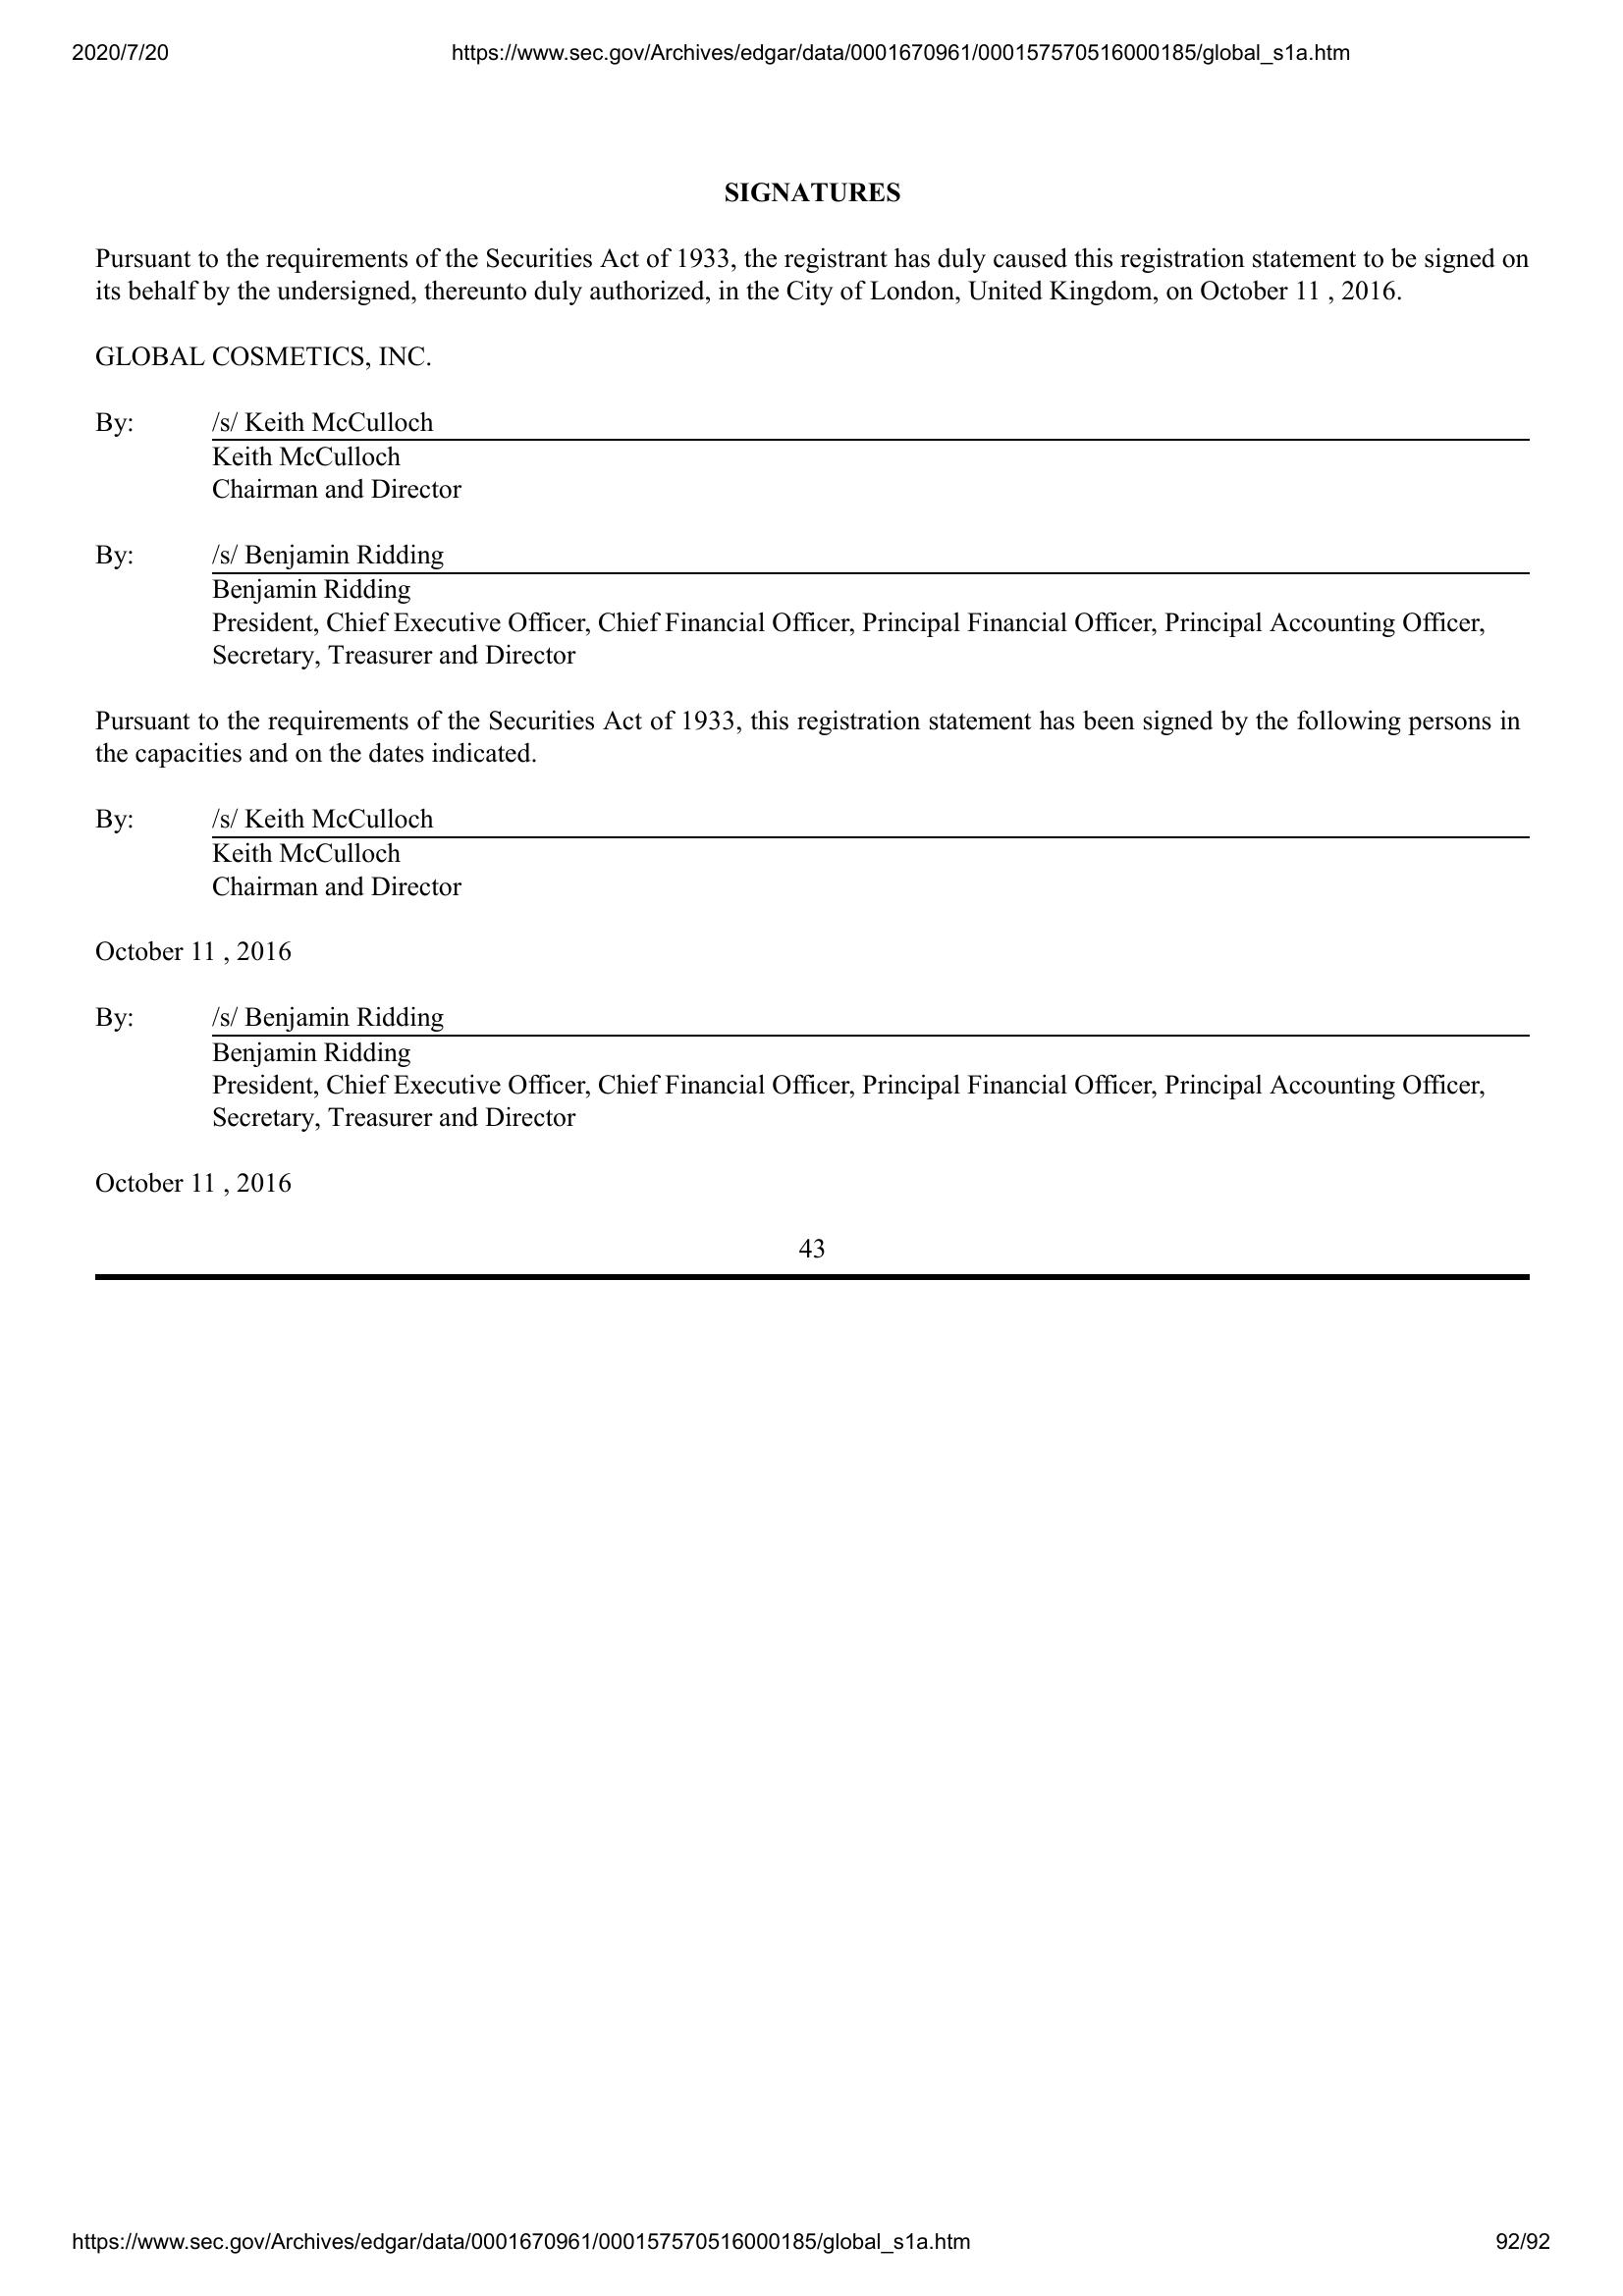 2020/7/20 https://www.sec.gov/Archives/edgar/data/0001670961/000157570516000185/global_s1a.htm
SIGNATURES
Pursuant to the requirements of the Securities Act of 1933, the registrant has duly caused this registration statement to be signed on
its behalf by the undersigned, thereunto duly authorized, in the City of London, United Kingdom, on October 11 , 2016.
GLOBAL COSMETICS, INC.
By: /s/ Keith McCulloch
Keith McCulloch
Chairman and Director
By: /s/ Benjamin Ridding
Benjamin Ridding
President, Chief Executive Officer, Chief Financial Officer, Principal Financial Officer, Principal Accounting Officer,
Secretary, Treasurer and Director
Pursuant to the requirements of the Securities Act of 1933, this registration statement has been signed by the following persons in
the capacities and on the dates indicated.
By: /s/ Keith McCulloch
Keith McCulloch
Chairman and Director
October 11 , 2016
By: /s/ Benjamin Ridding
Benjamin Ridding
President, Chief Executive Officer, Chief Financial Officer, Principal Financial Officer, Principal Accounting Officer,
Secretary, Treasurer and Director
October 11 , 2016
43
https://www.sec.gov/Archives/edgar/data/0001670961/000157570516000185/global_s1a.htm 92/92